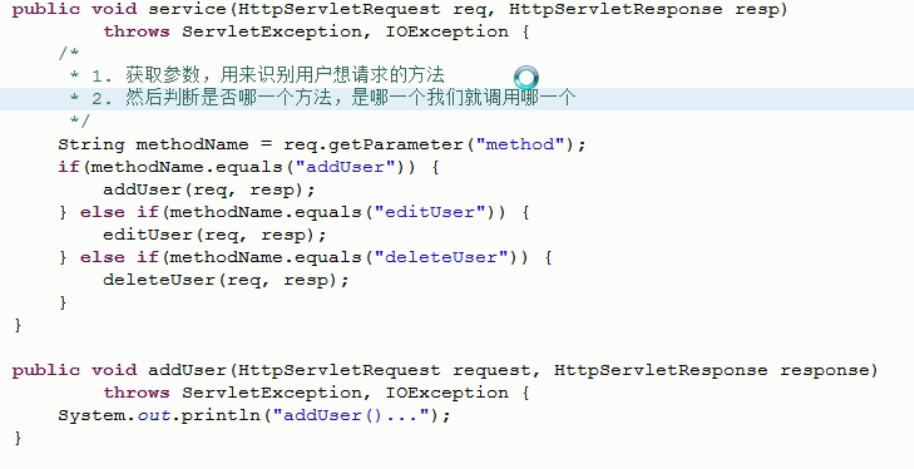 public void service(HttpServletRequest req, HttpServletResponse resp)
throws ServletException, IOException {
/*
* 1. 获取参数，用来识别用户想请求的方法
* 2. 然后判断是否哪一个方法，是哪一个我们就调用哪一个
*/
String methodName = req.getParameter("method");
if(methodName.equals("addUser")) {
addUser(req, resp);
} else if(methodName.equals("editUser")) {
editUser(req, resp);
} else if(methodName.equals("deleteUser")) {
deleteUser(req, resp);
}
}
public void addUser(HttpServletRequest request, HttpServletResponse response)
throws ServletException, IOException {
System.out.println("addUser()...");
}